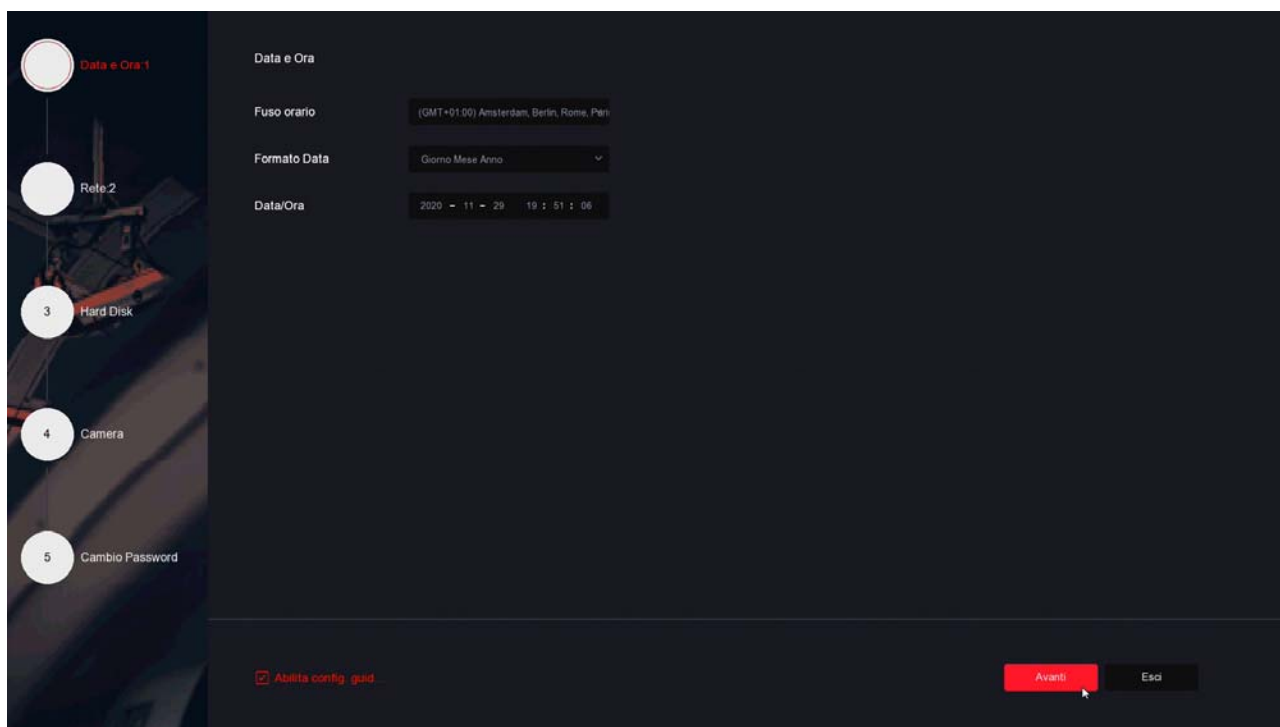 Data e Ora:1
Rete:2
3 Hard Disk
4 Camera
5 Cambio Password
Data e Ora
Fuso orario (GMT+01:00) Amsterdam, Berlin, Rome, Pari
Formato Data Giorno Mese Anno
Data/Ora 2020 - 11 - 29 19 : 51 : 06
Abilita config. guid...
Avanti Esci